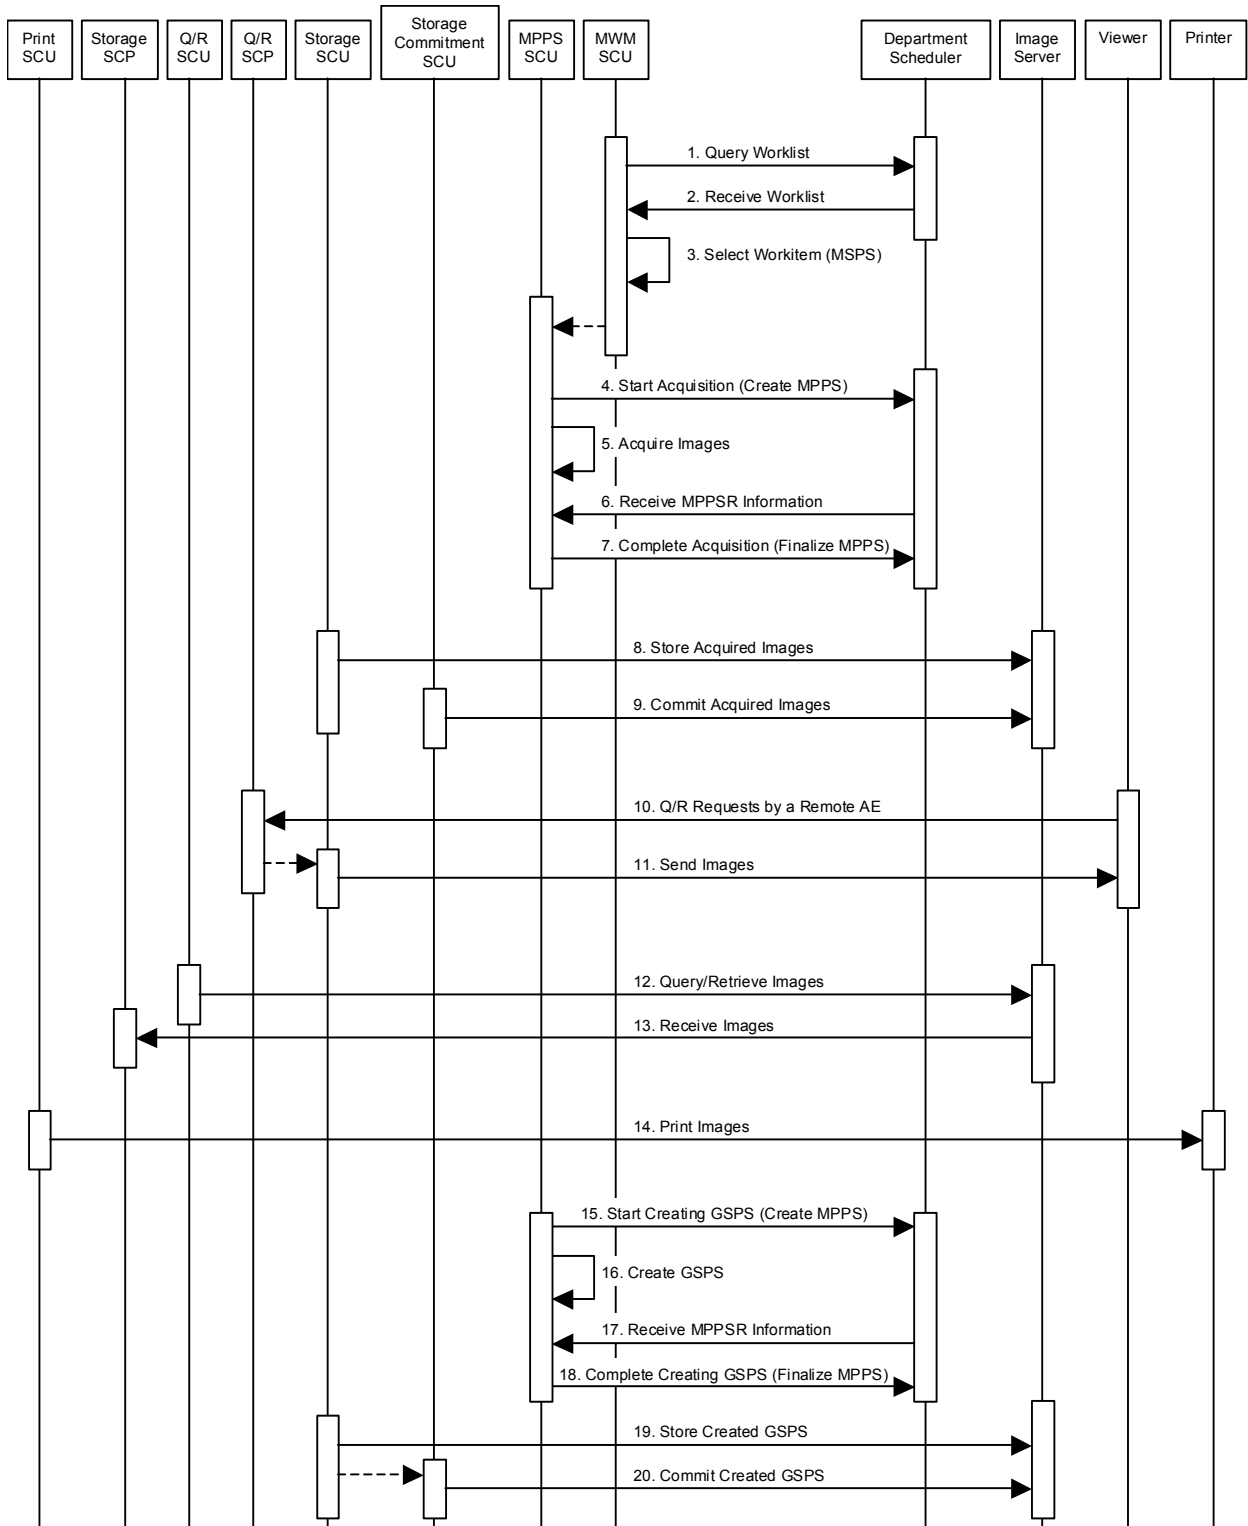 Print
SCU
Storage
SCP
Q/R
SCU
Q/R
SCP
Storage
SCU
Storage
Commitment
SCU
MPPS
SCU
MWM
SCU
Department
Scheduler
Image
Server
Viewer
Printer
1. Query Worklist
2. Receive Worklist
3. Select Workitem (MSPS)
4. Start Acquisition (Create MPPS)
5. Acquire Images
6. Receive MPPSR Information
7. Complete Acquisition (Finalize MPPS)
8. Store Acquired Images
9. Commit Acquired Images
10. Q/R Requests by a Remote AE
11. Send Images
12. Query/Retrieve Images
13. Receive Images
14. Print Images
15. Start Creating GSPS (Create MPPS)
16. Create GSPS
17. Receive MPPSR Information
18. Complete Creating GSPS (Finalize MPPS)
19. Store Created GSPS
20. Commit Created GSPS